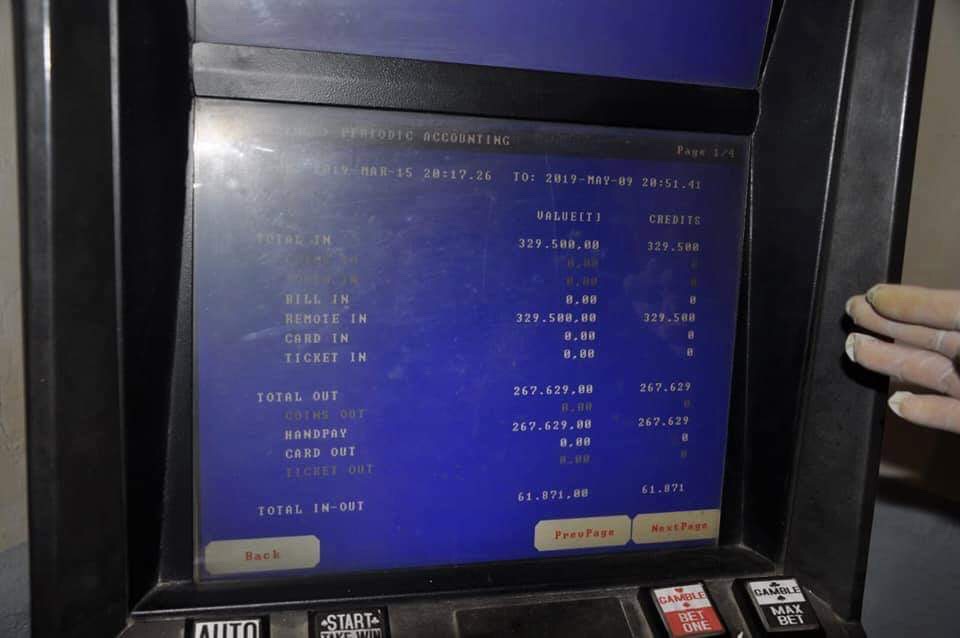 > PERIODIC ACCOUNTING
Page 1/4
2019-MAR-15 20:17.26 TO: 2019-MAY-09 20:51.41
VALUE[T] CREDITS
TOTAL IN 329.500,00 329.500
0,00 0
0,00 0
BILL IN 0,00 0
REMOTE IN 329.500,00 329.500
CARD IN 0,00 0
TICKET IN 0,00 0
TOTAL OUT 267.629,00 267.629
COINS OUT 0,00 0
HANDPAY 267.629,00 267.629
CARD OUT 0,00 0
TICKET OUT 0,00 0
TOTAL IN-OUT 61.871,00 61.871
Back PrevPage NextPage
AUTO
START
TAKE WIN
GAMBLE
BET
ONE
GAMBLE
MAX
BET